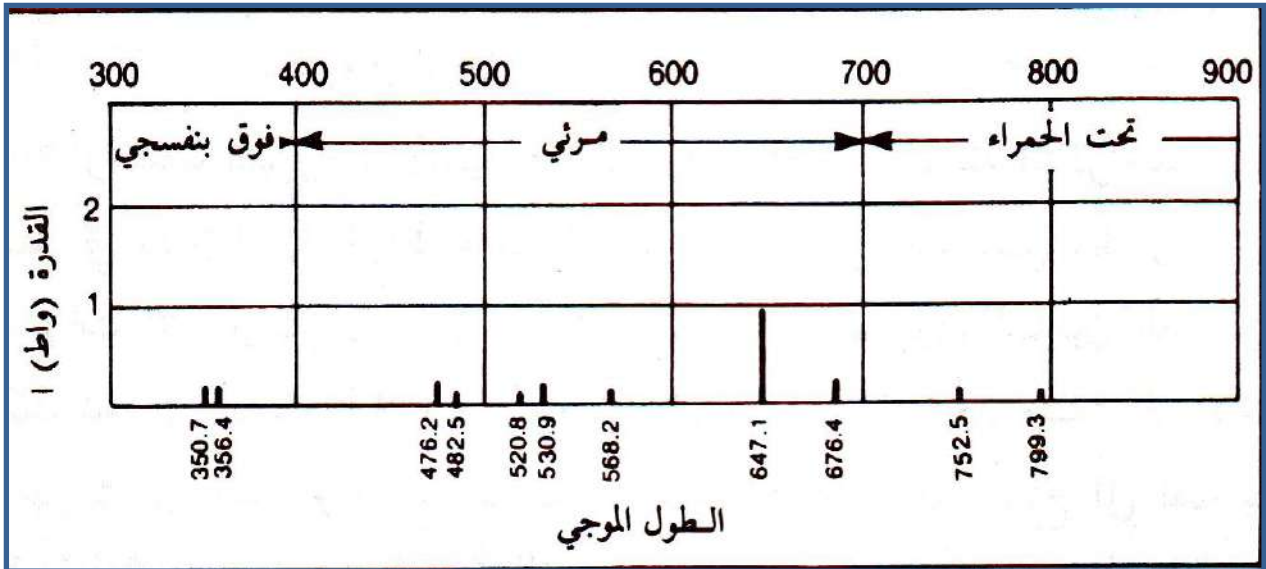 300 400 500 600 700 800 900
فوق بنفسجي مرئي تحت الحمراء
2
1
القدرة (واط) ا
350.7 356.4 476.2 482.5 520.8 530.9 568.2 647.1 676.4 752.5 799.3
الطول الموجي